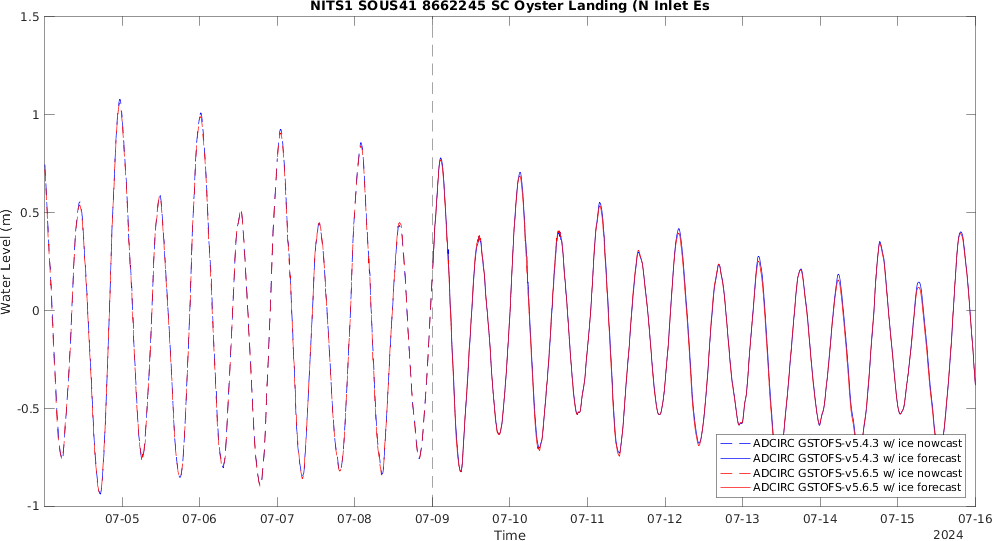 NITS1 SOUS41 8662245 SC Oyster Landing (N Inlet Es
Water Level (m)
1.5
1
0.5
0
-0.5
-1
07-05 07-06 07-07 07-08 07-09 07-10 07-11 07-12 07-13 07-14 07-15 07-16
Time
2024
ADCIRC GSTOFS-v5.4.3 w/ ice nowcast
ADCIRC GSTOFS-v5.4.3 w/ ice forecast
ADCIRC GSTOFS-v5.6.5 w/ ice nowcast
ADCIRC GSTOFS-v5.6.5 w/ ice forecast